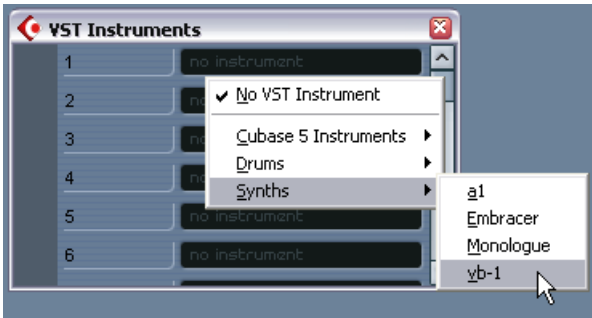 VST Instruments
1 no instrument
2 no
✓ No VST Instrument
3
Cubase 5 Instruments
Drums
4
Synths
a1
5 no instrument
Embracer
Monologue
6 no instrument
vb-1